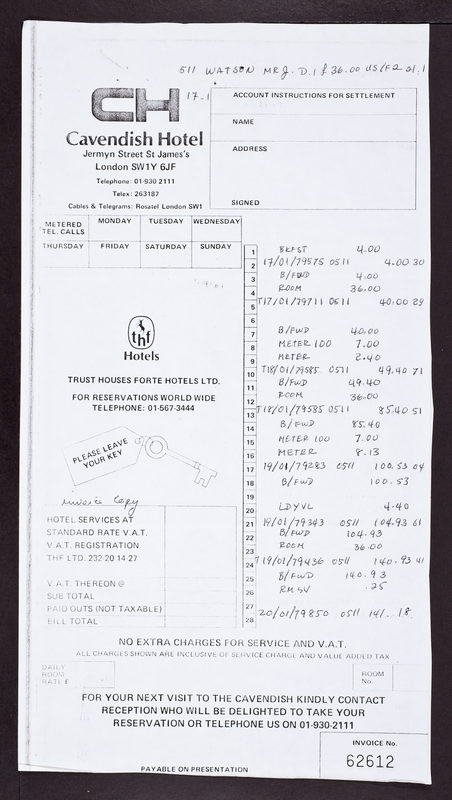 511 WATSON MR J. D. 1 £ 36.00 US/F2 21.1
17.1
CH
Cavendish Hotel
Jermyn Street St James's
London SW1Y 6JF
Telephone: 01-930 2111
Telex: 263187
Cables & Telegrams: Rosatel London SW1
ACCOUNT INSTRUCTIONS FOR SETTLEMENT
NAME
ADDRESS
SIGNED
METERED TEL. CALLS MONDAY TUESDAY WEDNESDAY
THURSDAY FRIDAY SATURDAY SUNDAY
thf
Hotels
TRUST HOUSES FORTE HOTELS LTD.
FOR RESERVATIONS WORLD WIDE
TELEPHONE: 01-567-3444
PLEASE LEAVE
YOUR KEY
invoice Copy
HOTEL SERVICES AT
STANDARD RATE V.A.T.
V.A.T. REGISTRATION
THF LTD. 232-20 14-27
V.A.T. THEREON @
SUB TOTAL
PAID OUTS (NOT TAXABLE)
BILL TOTAL
1 BKFST 4.00
2 17/01/79575 0511 4.00 30
3 B/FWD 4.00
4 ROOM 36.00
5 T17/01/79711 0511 40.00 29
6
7 B/FWD 40.00
8 METER 100 7.00
9 METER 2.40
10 T18/01/79585 0511 49.40 71
11 B/FWD 49.40
12 ROOM 36.00
13 T18/01/79585 0511 85.40 51
14 B/FWD 85.40
15 METER 100 7.00
16 METER 8.13
17 19/01/79283 0511 100.53 04
18 B/FWD 100.53
19
20 LDYVL 4.40
21 19/01/79343 0511 104.93 61
22 B/FWD 104.93
23 ROOM 36.00
24 T19/01/79436 0511 140.93 41
25 B/FWD 140.93
26 RMSV .25
27
28 20/01/79850 0511 141.18
NO EXTRA CHARGES FOR SERVICE AND V.A.T.
ALL CHARGES SHOWN ARE INCLUSIVE OF SERVICE CHARGE AND VALUE ADDED TAX
DAILY
ROOM
RATE £
ROOM
No.
FOR YOUR NEXT VISIT TO THE CAVENDISH KINDLY CONTACT
RECEPTION WHO WILL BE DELIGHTED TO TAKE YOUR
RESERVATION OR TELEPHONE US ON 01-930-2111
INVOICE No.
62612
PAYABLE ON PRESENTATION